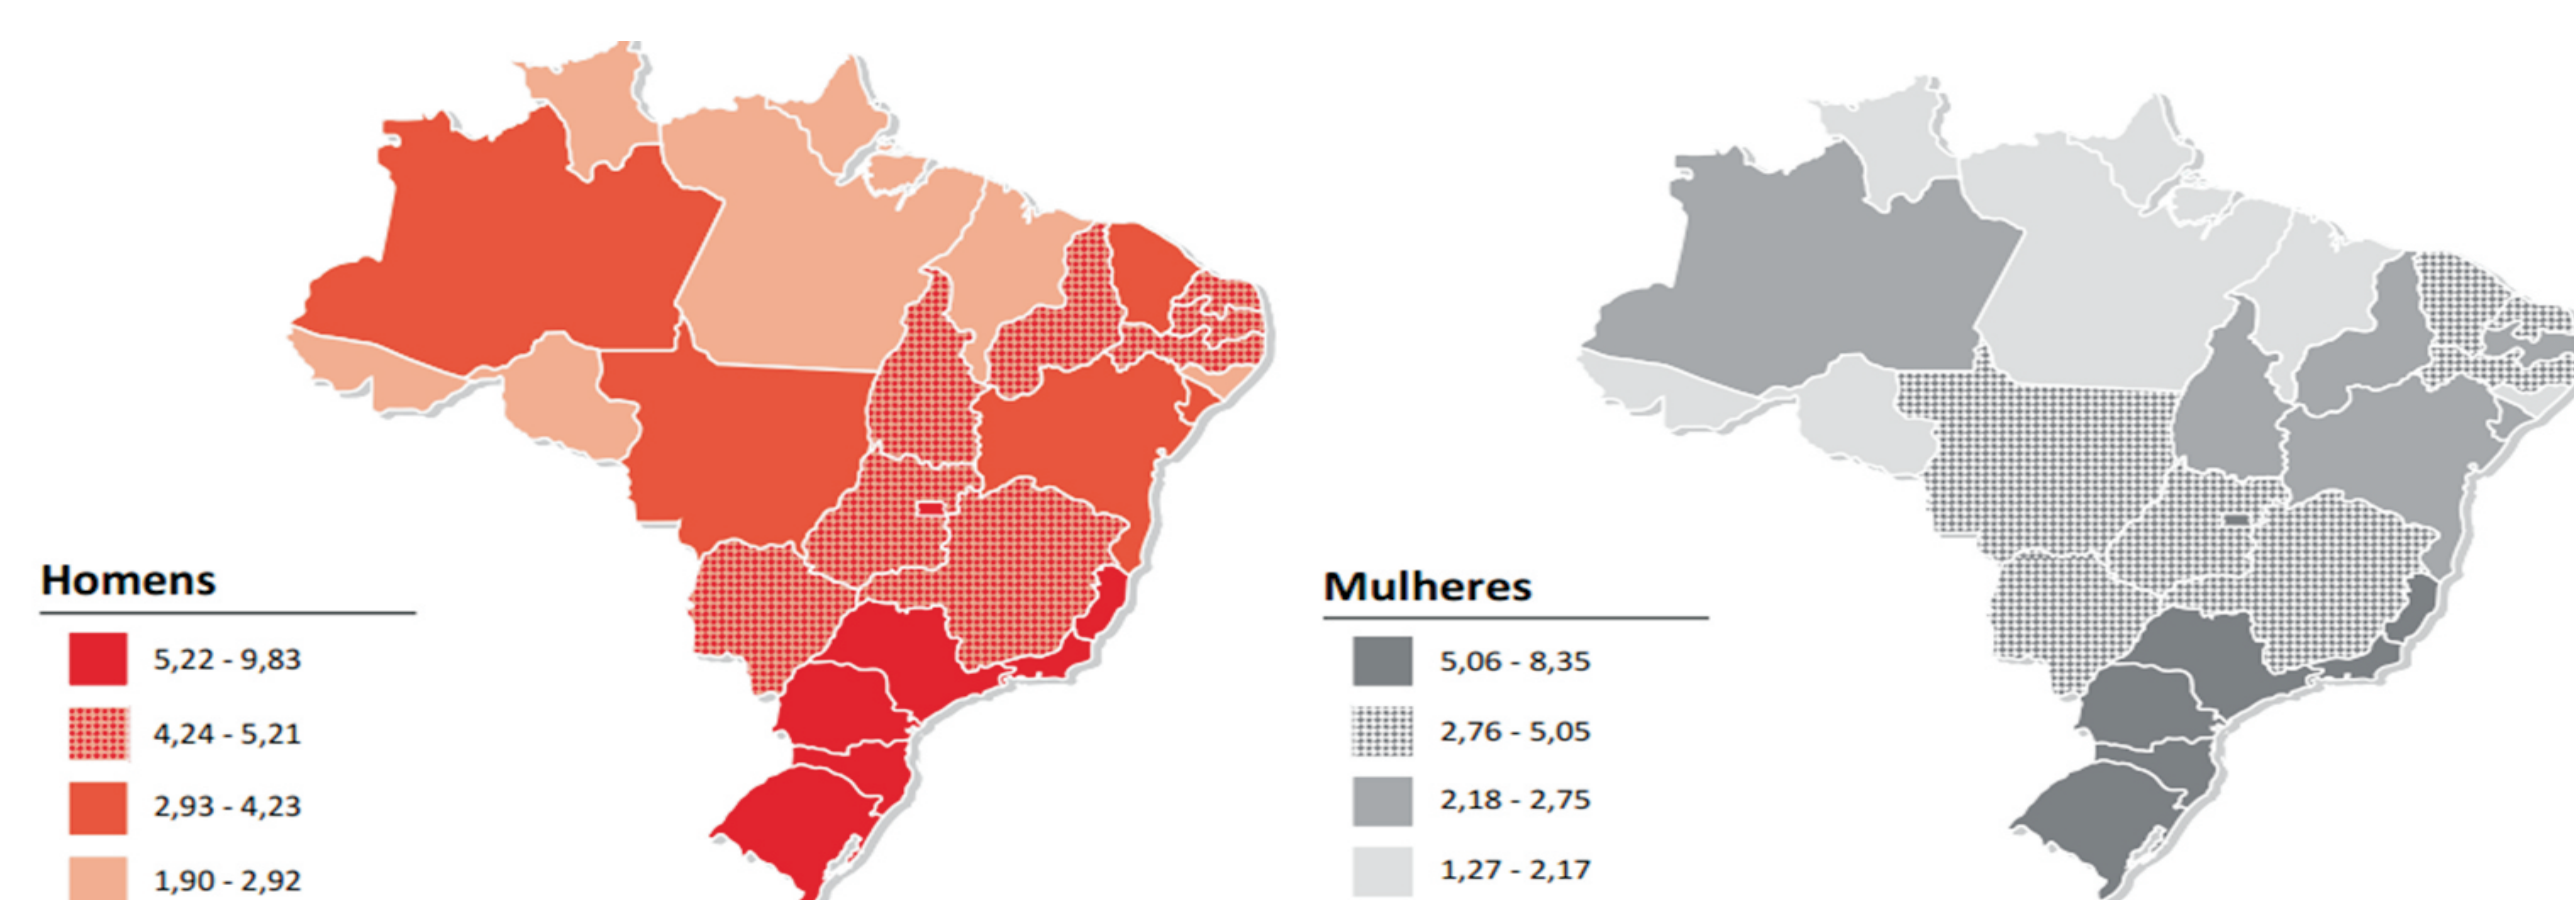 Homens
5,22 - 9,83
4,24 - 5,21
2,93 - 4,23
1,90 - 2,92
Mulheres
5,06 - 8,35
2,76 - 5,05
2,18 - 2,75
1,27 - 2,17